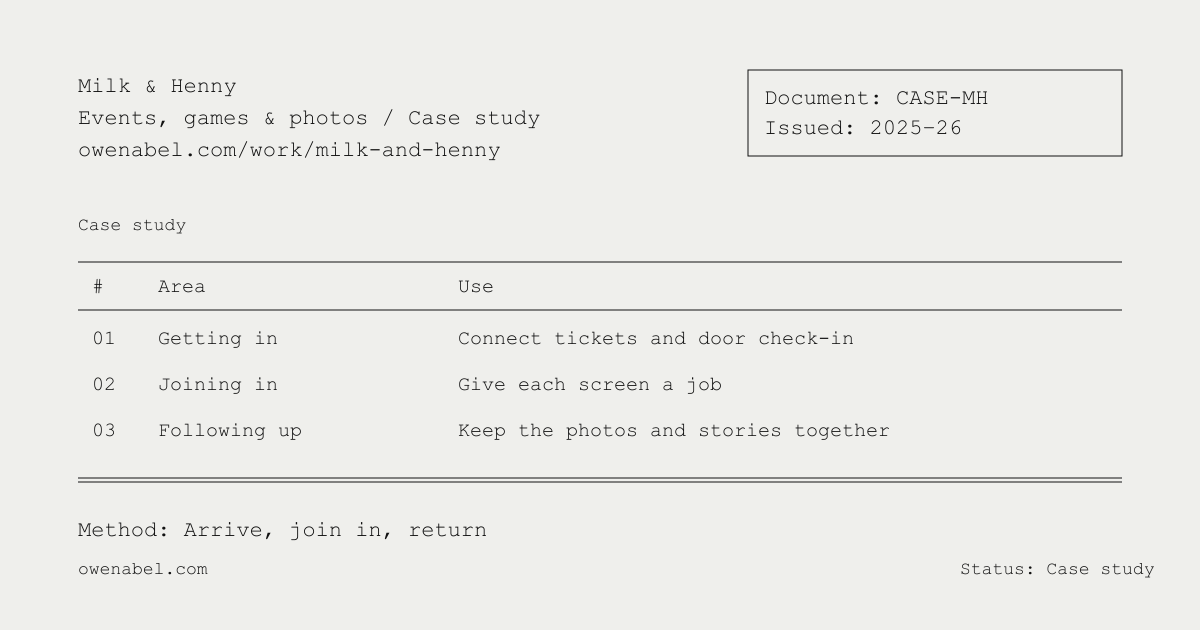 Milk & Henny
Events, games & photos / Case study
owenabel.com/work/milk-and-henny
Document: CASE-MH
Issued: 2025–26
Case study
# Area Use
01 Getting in Connect tickets and door check-in
02 Joining in Give each screen a job
03 Following up Keep the photos and stories together
Method: Arrive, join in, return
owenabel.com
Status: Case study